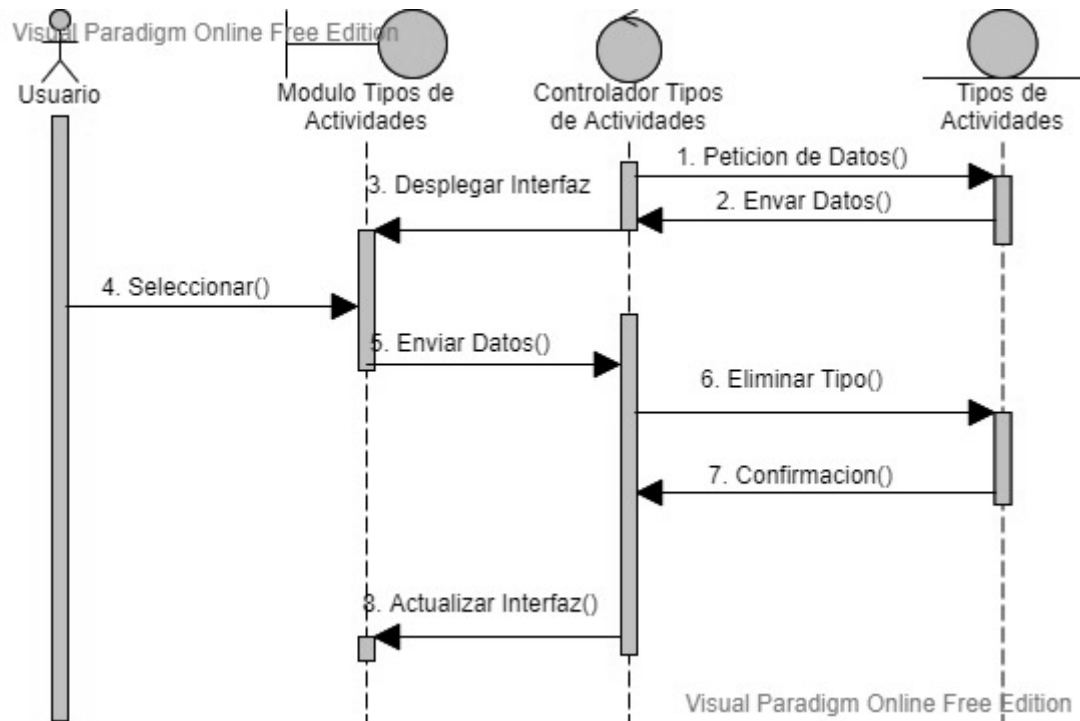 Visual Paradigm Online Free Edition
Usuario
Modulo Tipos de
Actividades
Controlador Tipos
de Actividades
Tipos de
Actividades
1. Peticion de Datos()
3. Desplegar Interfaz
2. Envar Datos()
4. Seleccionar()
5. Enviar Datos()
6. Eliminar Tipo()
7. Confirmacion()
8. Actualizar Interfaz()
Visual Paradigm Online Free Edition